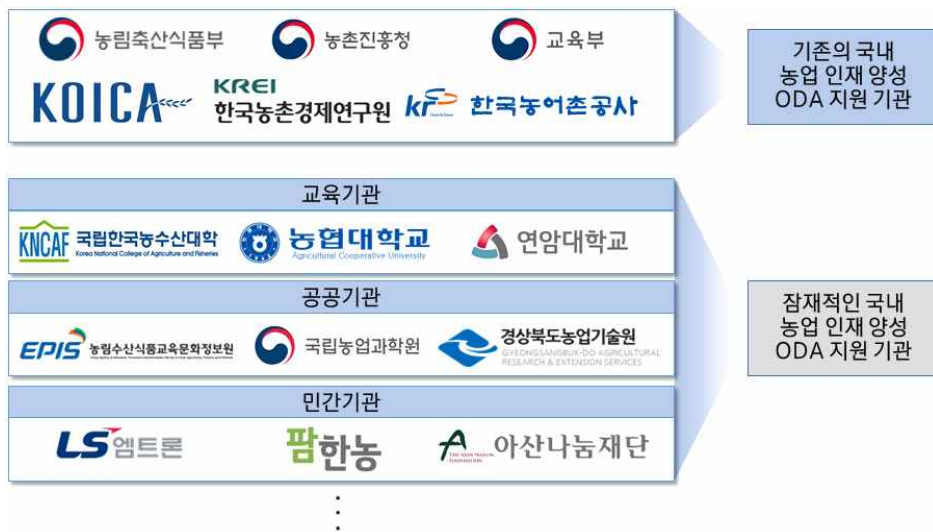 농림축산식품부 농촌진흥청 교육부
KOICA KREI 한국농촌경제연구원 kr 한국농어촌공사
기존의 국내
농업 인재 양성
ODA 지원 기관
교육기관
KNCAF 국립한국농수산대학 농협대학교 연암대학교
Korea National College of Agriculture and Fisheries Agricultural Cooperative University
공공기관
EPIS 농림수산식품교육문화정보원 국립농업과학원 경상북도농업기술원
GYEONGSANGBUK-DO AGRICULTURAL
RESEARCH & EXTENSION SERVICES
잠재적인 국내
농업 인재 양성
ODA 지원 기관
민간기관
LS엠트론 팜한농 아산나눔재단
THE ASAN NANUM
FOUNDATION